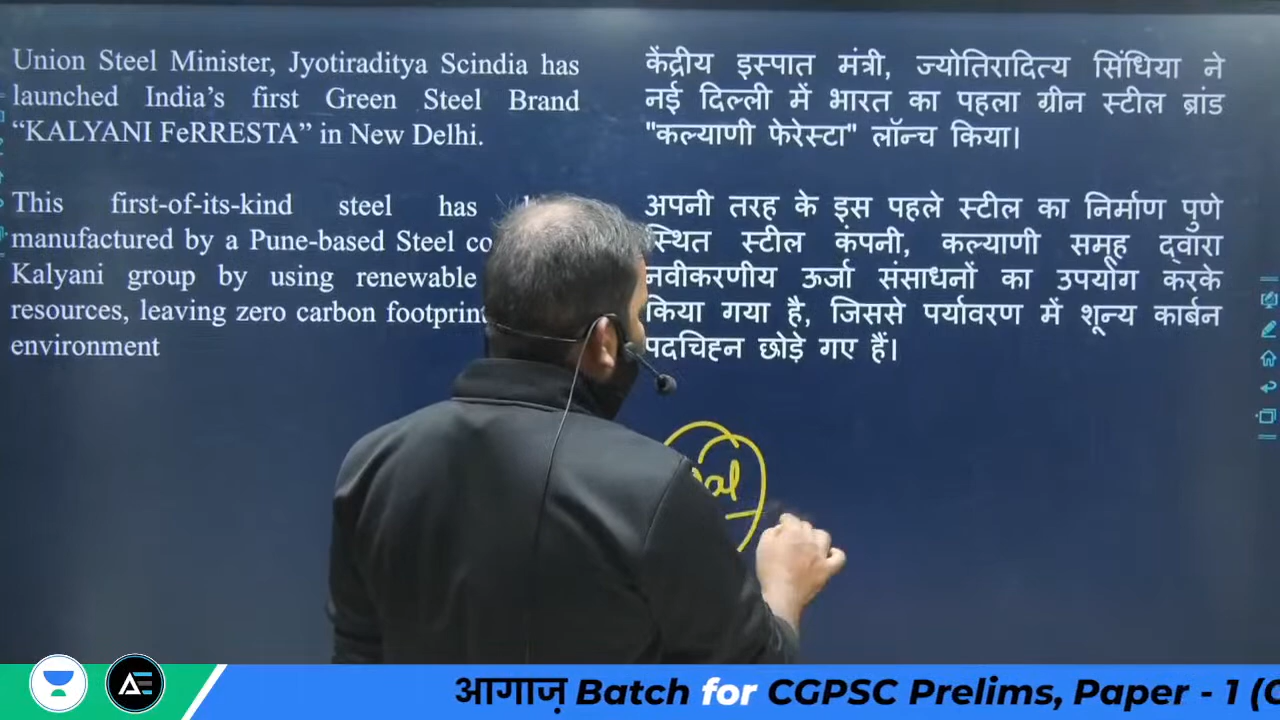 Union Steel Minister, Jyotiraditya Scindia has
launched India's first Green Steel Brand
“KALYANI FeRRESTA” in New Delhi.
This first-of-its-kind steel has
manufactured by a Pune-based Steel
Kalyani group by using renewable
resources, leaving zero carbon
environment
केंद्रीय इस्पात मंत्री, ज्योतिरादित्य सिंधिया ने
नई दिल्ली में भारत का पहला ग्रीन स्टील ब्रांड
"कल्याणी फेरेस्टा" लॉन्च किया।
अपनी तरह के इस पहले स्टील का निर्माण पुणे
स्थित स्टील कंपनी, कल्याणी समूह द्वारा
नवीकरणीय ऊर्जा संसाधनों का उपयोग करके
किया गया है, जिससे पर्यावरण में शून्य कार्बन
पदचिह्न छोड़े गए हैं।
आगाज़ Batch for CGPSC Prelims, Paper - 1